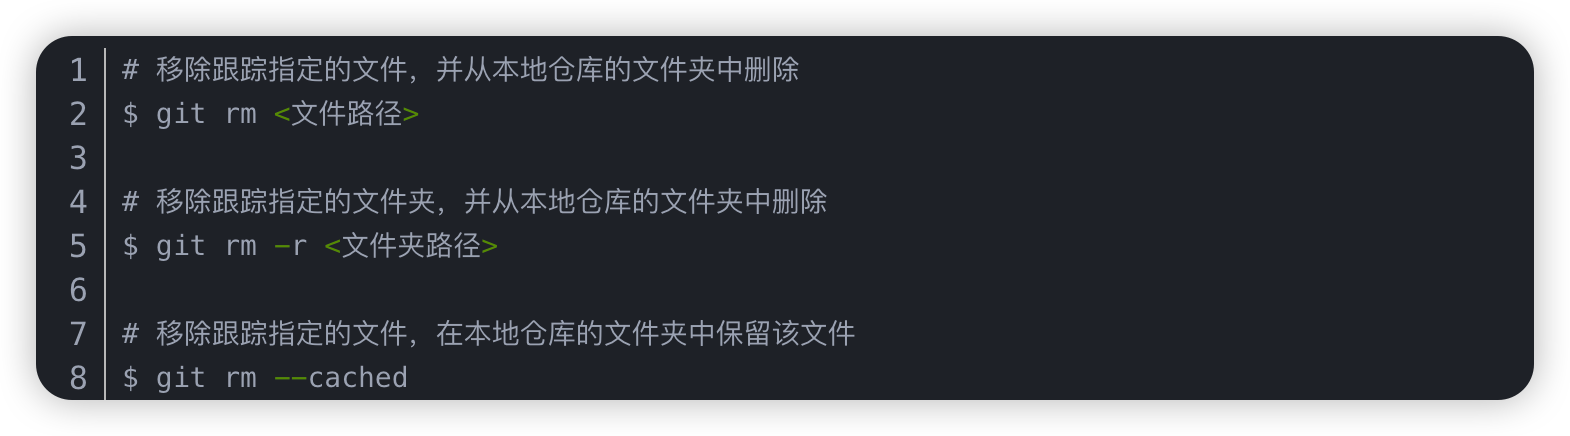 1 # 移除跟踪指定的文件，并从本地仓库的文件夹中删除
2 $ git rm <文件路径>
3
4 # 移除跟踪指定的文件夹，并从本地仓库的文件夹中删除
5 $ git rm -r <文件夹路径>
6
7 # 移除跟踪指定的文件，在本地仓库的文件夹中保留该文件
8 $ git rm --cached